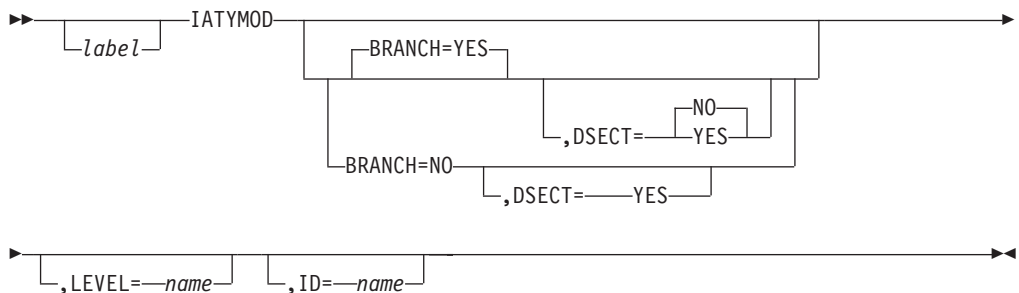 IATYMOD
label
BRANCH=YES
NO
,DSECT= YES
BRANCH=NO
,DSECT= YES
,LEVEL= name ,ID= name